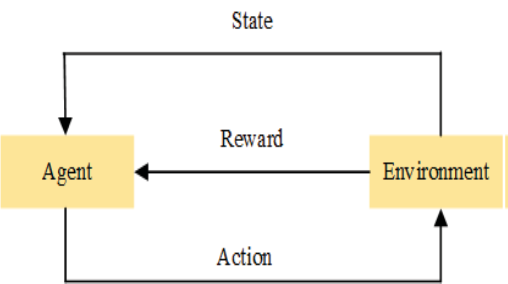 State
Reward
Agent
Environment
Action